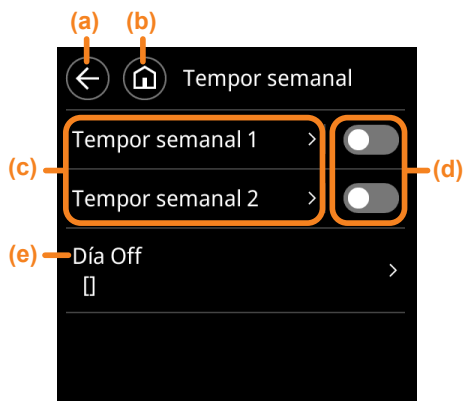 (a) (b)
Tempor semanal
Tempor semanal 1 >
(c) (d)
Tempor semanal 2 >
(e) Día Off >
[]